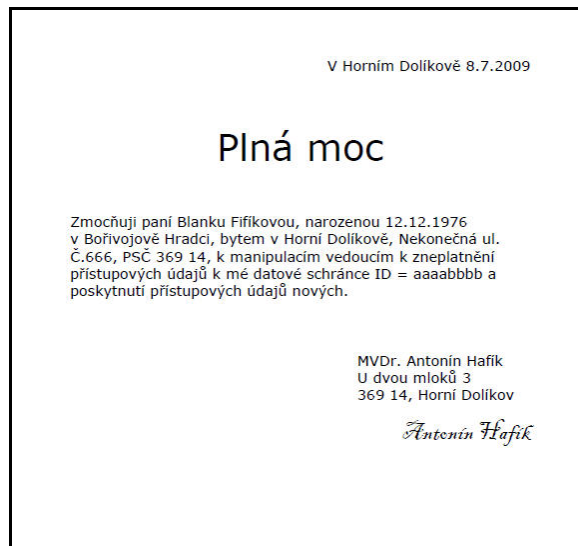 V Horním Dolíkově 8.7.2009
Plná moc
Zmocňuji paní Blanku Fifíkovou, narozenou 12.12.1976
v Bořivojově Hradci, bytem v Horní Dolíkově, Nekonečná ul.
Č.666, PSČ 369 14, k manipulacím vedoucím k zneplatnění
přístupových údajů k mé datové schránce ID = aaaabbbb a
poskytnutí přístupových údajů nových.
MVDr. Antonín Hafík
U dvou mloků 3
369 14, Horní Dolíkov
Antonín Hafík